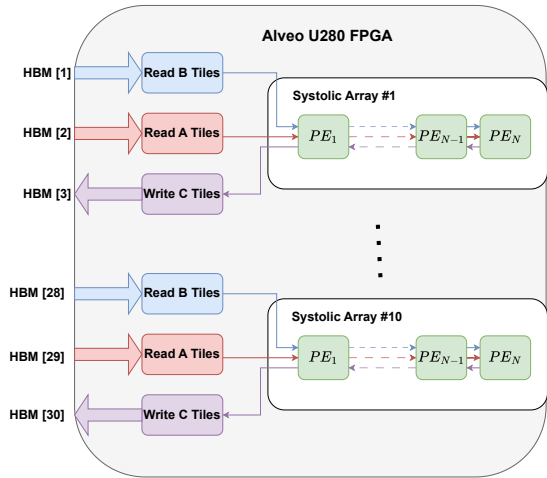 Alveo U280 FPGA
HBM [1]
Read B Tiles
Systolic Array #1
HBM [2]
Read A Tiles
PE₁
PEₙ₋₁
PEₙ
HBM [3]
Write C Tiles
HBM [28]
Read B Tiles
Systolic Array #10
HBM [29]
Read A Tiles
PE₁
PEₙ₋₁
PEₙ
HBM [30]
Write C Tiles